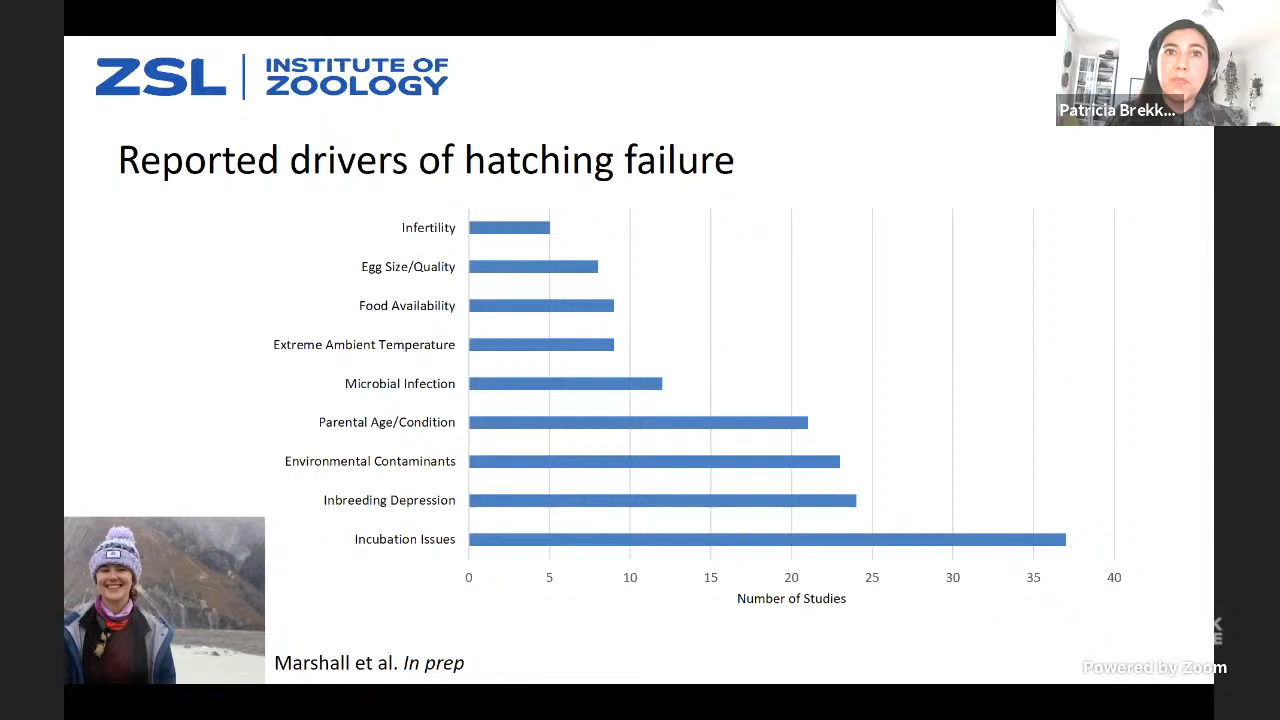 ZSL INSTITUTE OF ZOOLOGY
Patricia Brekk...
Reported drivers of hatching failure
Infertility
Egg Size/Quality
Food Availability
Extreme Ambient Temperature
Microbial Infection
Parental Age/Condition
Environmental Contaminants
Inbreeding Depression
Incubation Issues
0 5 10 15 20 25 30 35 40
Number of Studies
Marshall et al. In prep
Powered by Zoom